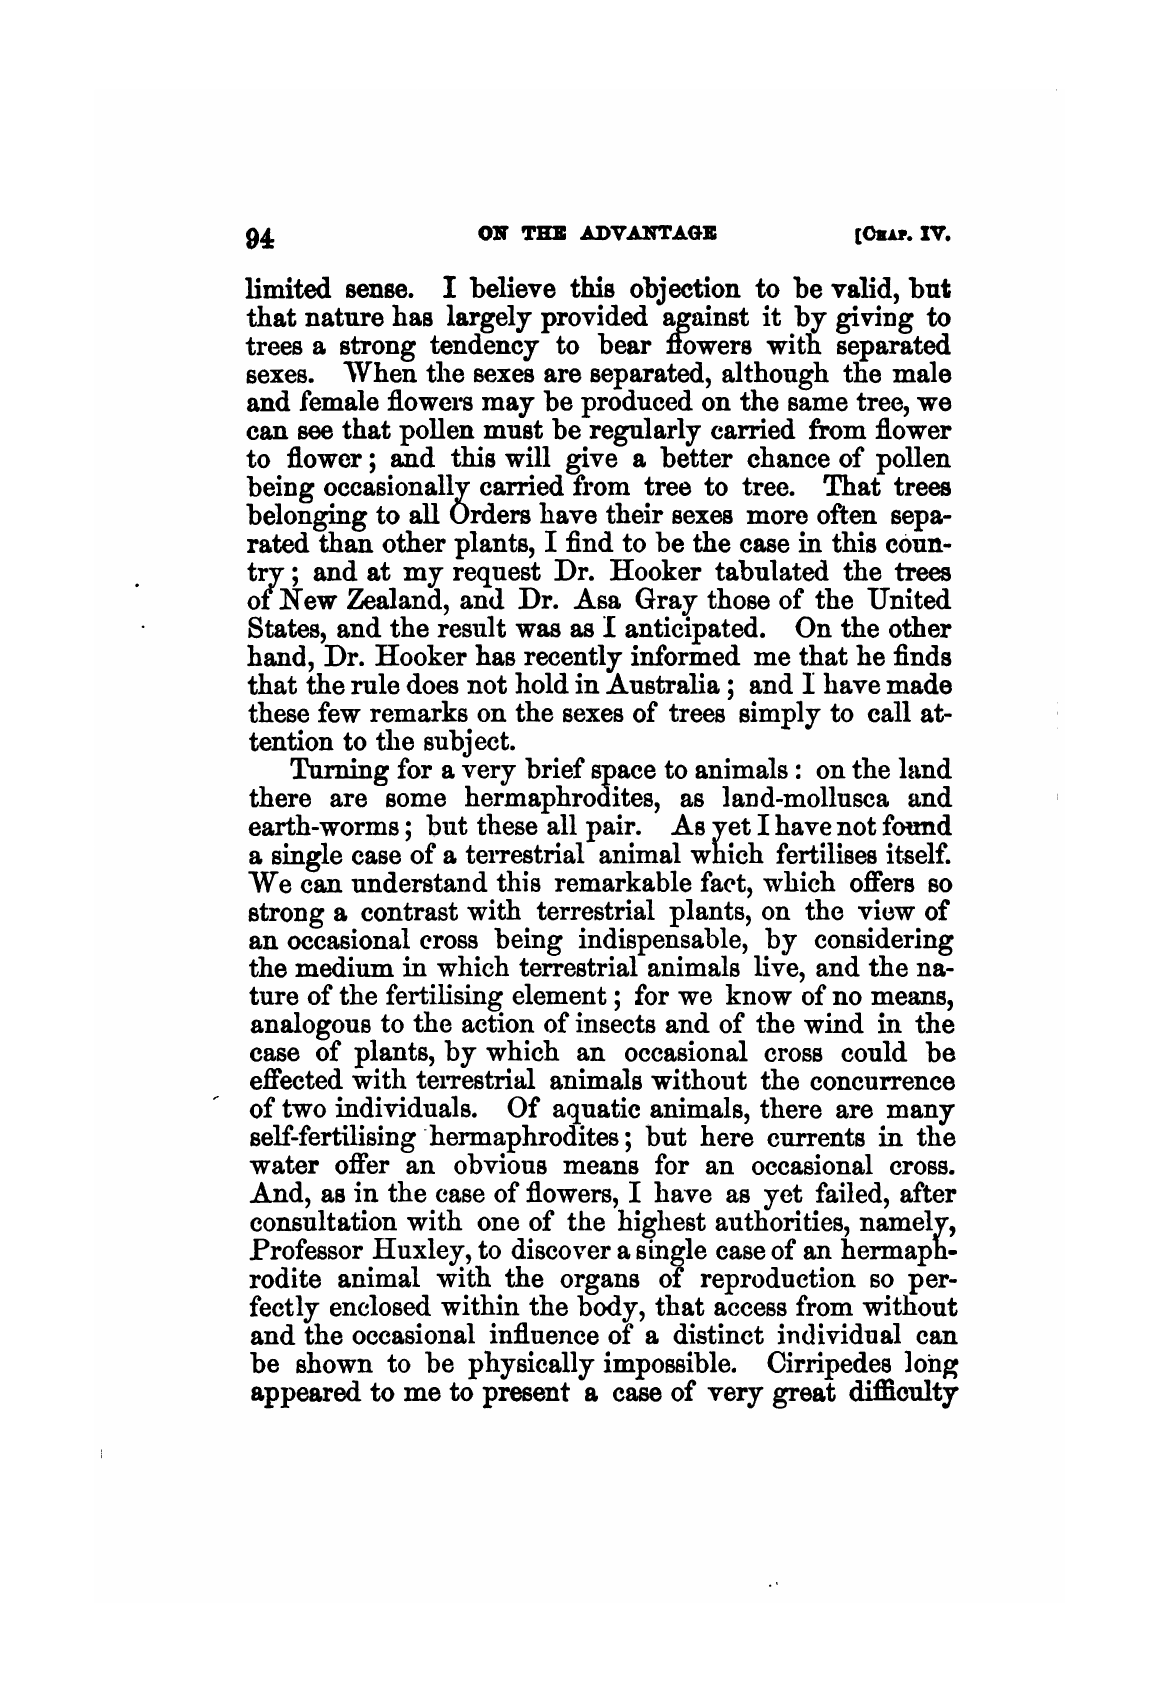 94 ON THE ADVANTAGE [CHAP. IV.
limited sense. I believe this objection to be valid, but
that nature has largely provided against it by giving to
trees a strong tendency to bear flowers with separated
sexes. When the sexes are separated, although the male
and female flowers may be produced on the same tree, we
can see that pollen must be regularly carried from flower
to flower; and this will give a better chance of pollen
being occasionally carried from tree to tree. That trees
belonging to all Orders have their sexes more often sepa-
rated than other plants, I find to be the case in this coun-
try; and at my request Dr. Hooker tabulated the trees
of New Zealand, and Dr. Asa Gray those of the United
States, and the result was as I anticipated. On the other
hand, Dr. Hooker has recently informed me that he finds
that the rule does not hold in Australia; and I have made
these few remarks on the sexes of trees simply to call at-
tention to the subject.
Turning for a very brief space to animals: on the land
there are some hermaphrodites, as land-mollusca and
earth-worms; but these all pair. As yet I have not found
a single case of a terrestrial animal which fertilises itself.
We can understand this remarkable fact, which offers so
strong a contrast with terrestrial plants, on the view of
an occasional cross being indispensable, by considering
the medium in which terrestrial animals live, and the na-
ture of the fertilising element; for we know of no means,
analogous to the action of insects and of the wind in the
case of plants, by which an occasional cross could be
effected with terrestrial animals without the concurrence
of two individuals. Of aquatic animals, there are many
self-fertilising hermaphrodites; but here currents in the
water offer an obvious means for an occasional cross.
And, as in the case of flowers, I have as yet failed, after
consultation with one of the highest authorities, namely,
Professor Huxley, to discover a single case of an hermaph-
rodite animal with the organs of reproduction so per-
fectly enclosed within the body, that access from without
and the occasional influence of a distinct individual can
be shown to be physically impossible. Cirripedes long
appeared to me to present a case of very great difficulty